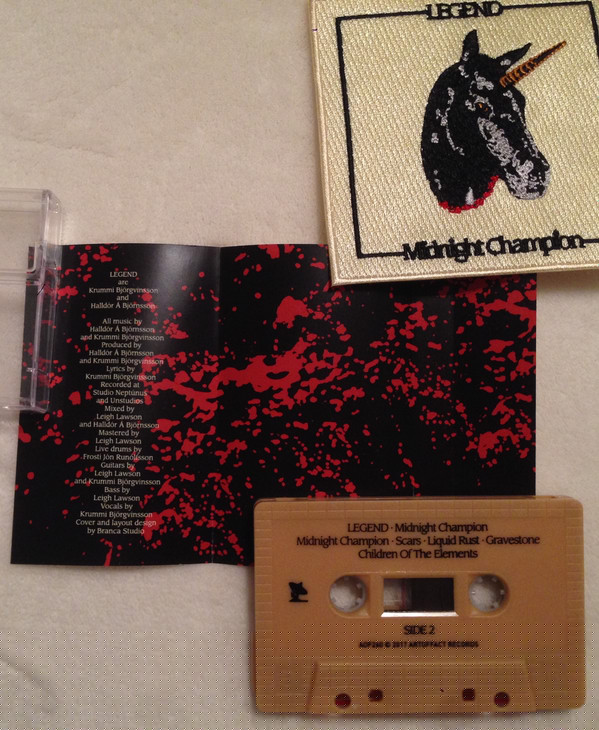 LEGEND
Midnight Champion
LEGEND
are
Krummi Björgvinsson
and
Halldór Á Björnsson
All music by
Halldór Á Björnsson
and Krummi Björgvinsson
Produced by
Halldór Á Björnsson
and Krummi Björgvinsson
Lyrics by
Krummi Björgvinsson
Recorded at
Studio Neptúnus
and Unstudios
Mixed by
Leigh Lawson
and Halldór Á Björnsson
Mastered by
Leigh Lawson
Live drums by
Frosti Jón Runólfsson
Guitars by
Leigh Lawson
and Krummi Björgvinsson
Bass by
Leigh Lawson
Vocals by
Krummi Björgvinsson
Cover and layout design
by Branca Studio
LEGEND · Midnight Champion
Midnight Champion · Scars · Liquid Rust · Gravestone
Children Of The Elements
SIDE 2
AOF260 © 2017 ARTOFFACT RECORDS